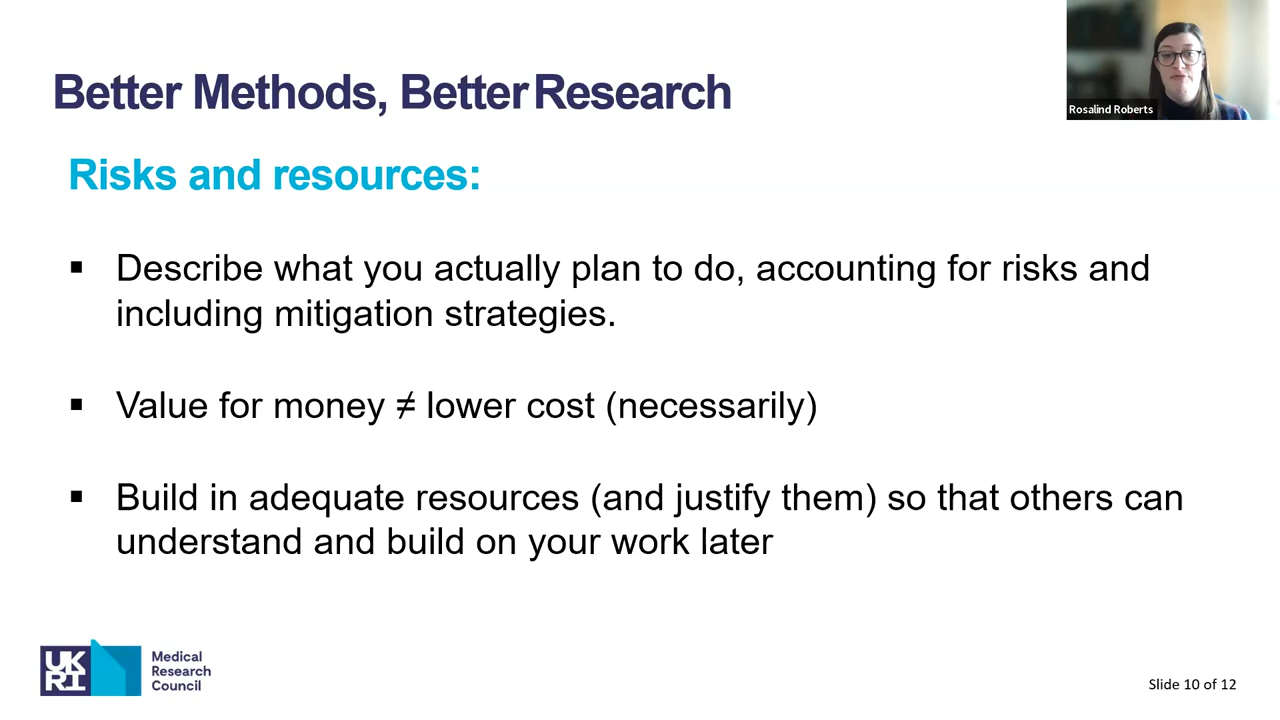 Better Methods, Better Research
Rosalind Roberts
Risks and resources:
▪ Describe what you actually plan to do, accounting for risks and
including mitigation strategies.
▪ Value for money ≠ lower cost (necessarily)
▪ Build in adequate resources (and justify them) so that others can
understand and build on your work later
UK
RI
Medical
Research
Council
Slide 10 of 12